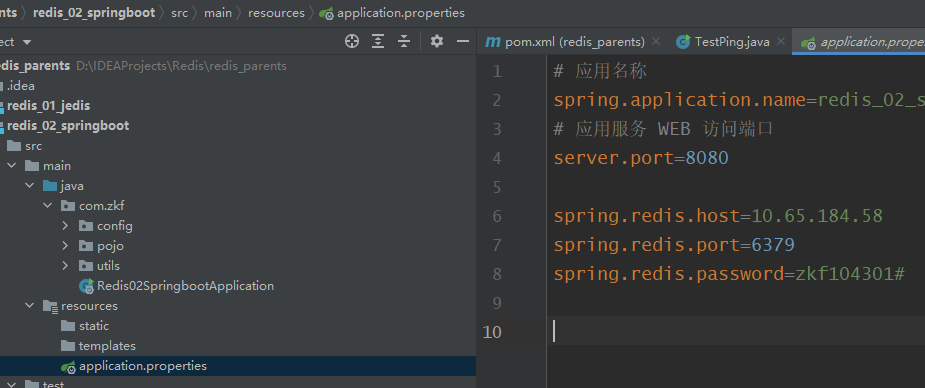 nts › redis_02_springboot › src › main › resources › application.properties
ect
pom.xml (redis_parents) × TestPing.java × application.prope
edis_parents D:\IDEAProjects\Redis\redis_parents
.idea
redis_01_jedis
redis_02_springboot
src
main
java
com.zkf
config
pojo
utils
Redis02SpringbootApplication
resources
static
templates
application.properties
test
1 # 应用名称
2 spring.application.name=redis_02_s
3 # 应用服务 WEB 访问端口
4 server.port=8080
5
6 spring.redis.host=10.65.184.58
7 spring.redis.port=6379
8 spring.redis.password=zkf104301#
9
10